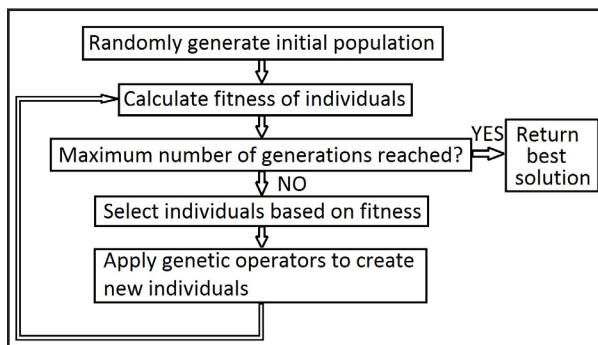 Randomly generate initial population
Calculate fitness of individuals
Maximum number of generations reached?
YES
Return
best
solution
NO
Select individuals based on fitness
Apply genetic operators to create
new individuals